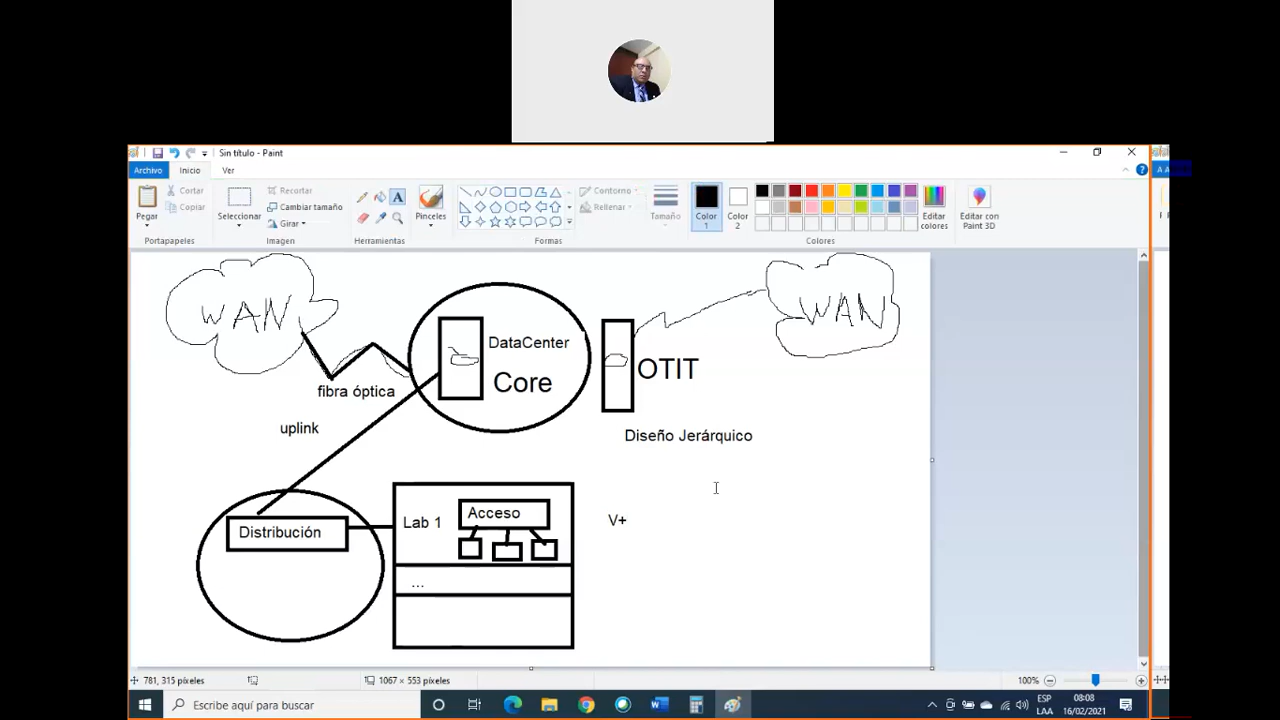 Sin título - Paint
Archivo
Inicio
Ver
Pegar
Cortar
Copiar
Portapapeles
Seleccionar
Recortar
Cambiar tamaño
Girar
Imagen
Herramientas
Pinceles
Contorno
Rellenar
Formas
Tamaño
Color 1
Color 2
Editar colores
Editar con Paint 3D
Colores
WAN
WAN
DataCenter
Core
OTIT
fibra óptica
uplink
Diseño Jerárquico
Distribución
Lab 1
Acceso
V+
...
781, 315 píxeles
1067 × 553 píxeles
100%
Escribe aquí para buscar
ESP
LAA
08:08
16/02/2021